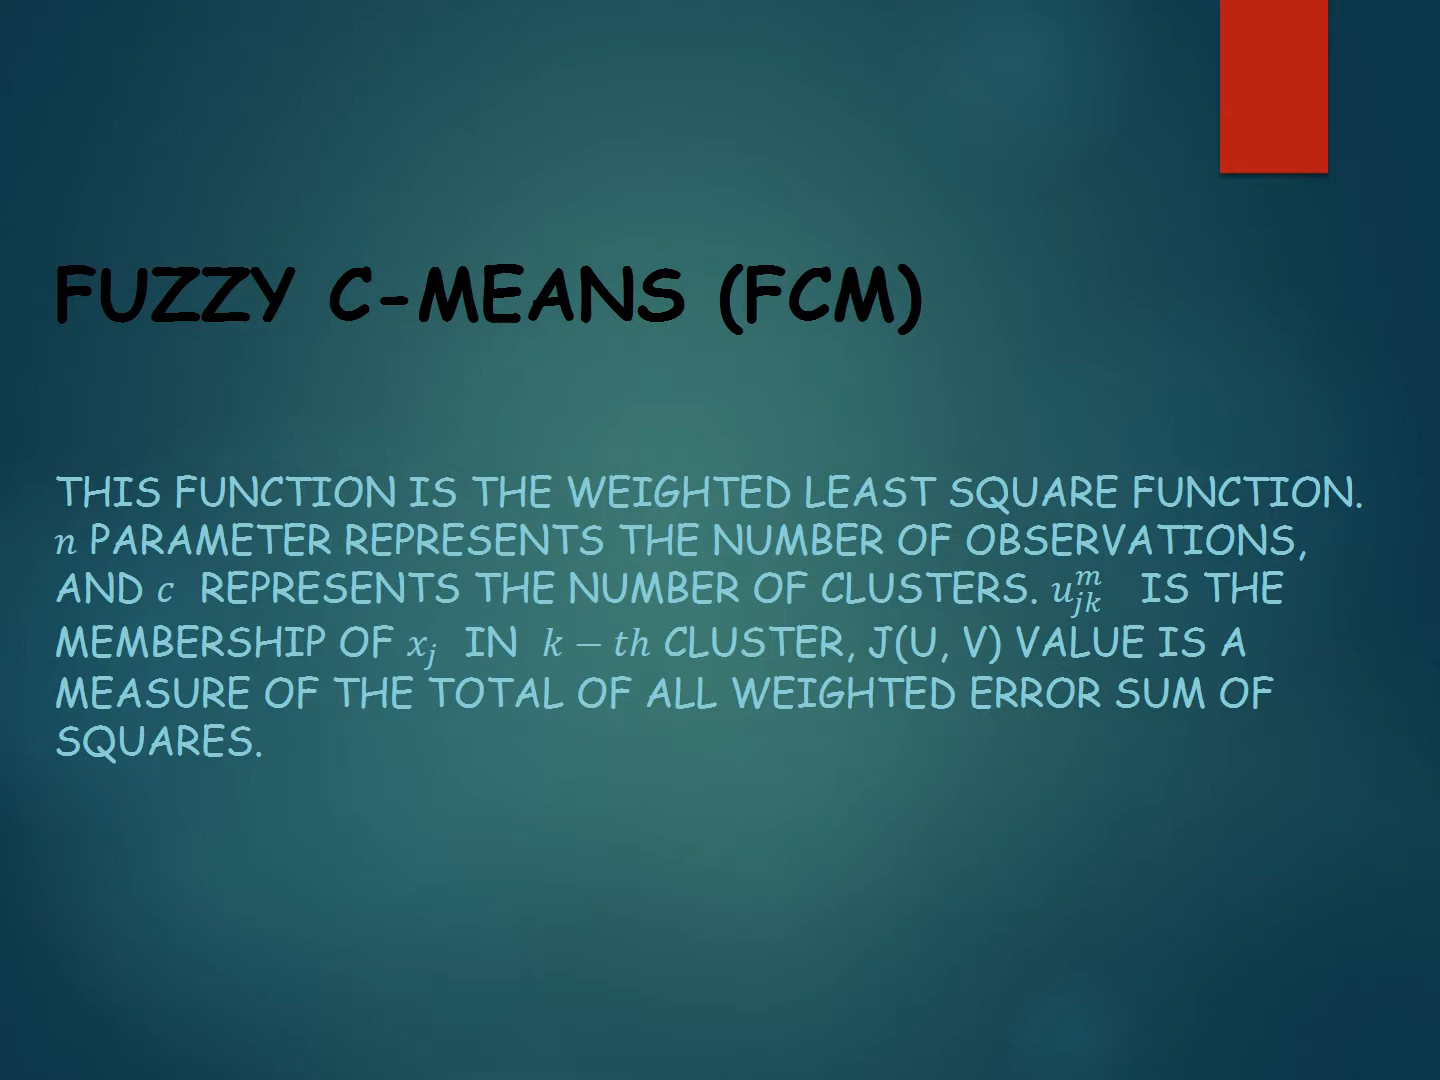 FUZZY C-MEANS (FCM)
THIS FUNCTION IS THE WEIGHTED LEAST SQUARE FUNCTION.
n PARAMETER REPRESENTS THE NUMBER OF OBSERVATIONS,
AND c REPRESENTS THE NUMBER OF CLUSTERS. u_{jk}^{m} IS THE
MEMBERSHIP OF x_j IN k − th CLUSTER, J(U, V) VALUE IS A
MEASURE OF THE TOTAL OF ALL WEIGHTED ERROR SUM OF
SQUARES.